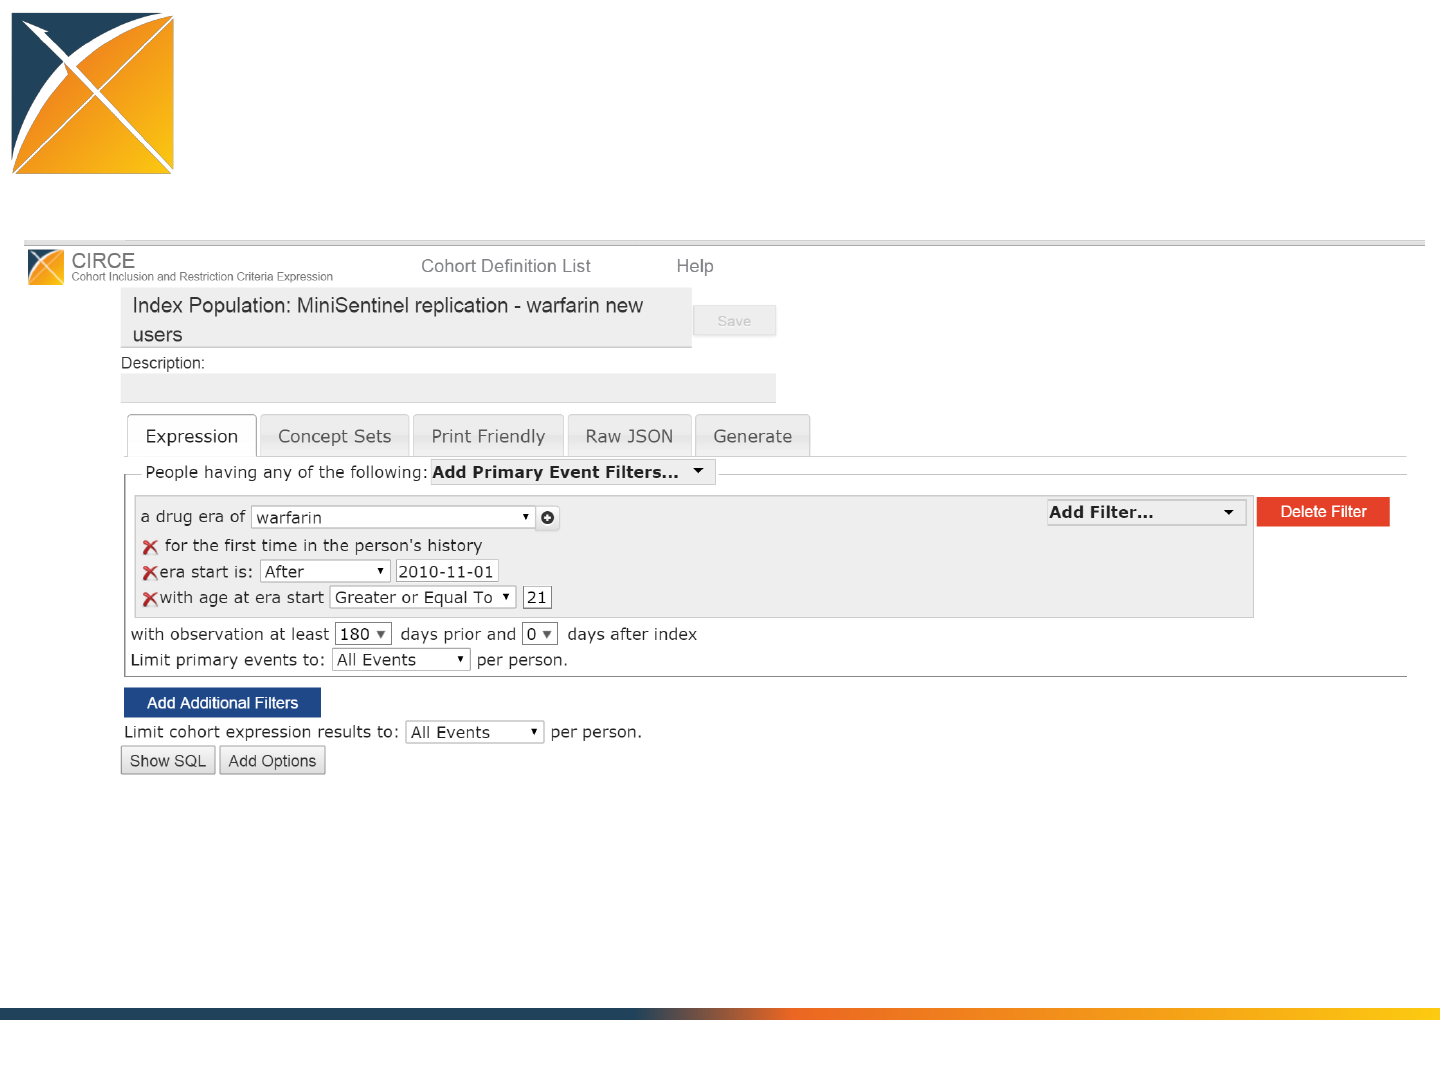 CIRCE
Cohort Inclusion and Restriction Criteria Expression
Cohort Definition List
Help
Index Population: MiniSentinel replication - warfarin new
users
Save
Description:
Expression
Concept Sets
Print Friendly
Raw JSON
Generate
People having any of the following: Add Primary Event Filters...
a drug era of warfarin
Add Filter...
Delete Filter
for the first time in the person's history
era start is: After 2010-11-01
with age at era start Greater or Equal To 21
with observation at least 180 days prior and 0 days after index
Limit primary events to: All Events per person.
Add Additional Filters
Limit cohort expression results to: All Events per person.
Show SQL
Add Options